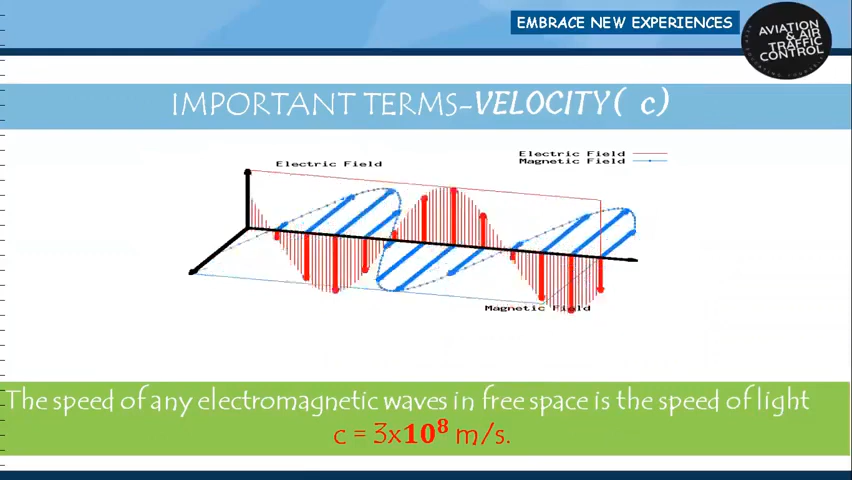 EMBRACE NEW EXPERIENCES
AVIATION
& AIR
TRAFFIC
CONTROL
IMPORTANT TERMS-VELOCITY( c)
Electric Field
Electric Field
Magnetic Field
Magnetic Field
The speed of any electromagnetic waves in free space is the speed of light
c = 3x10⁸ m/s.